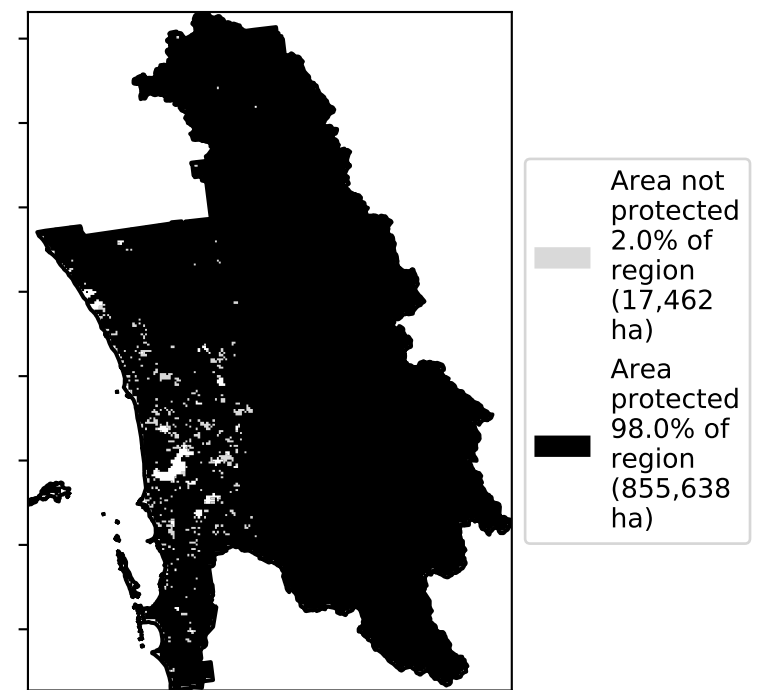 Area not
protected
2.0% of
region
(17,462
ha)
Area
protected
98.0% of
region
(855,638
ha)